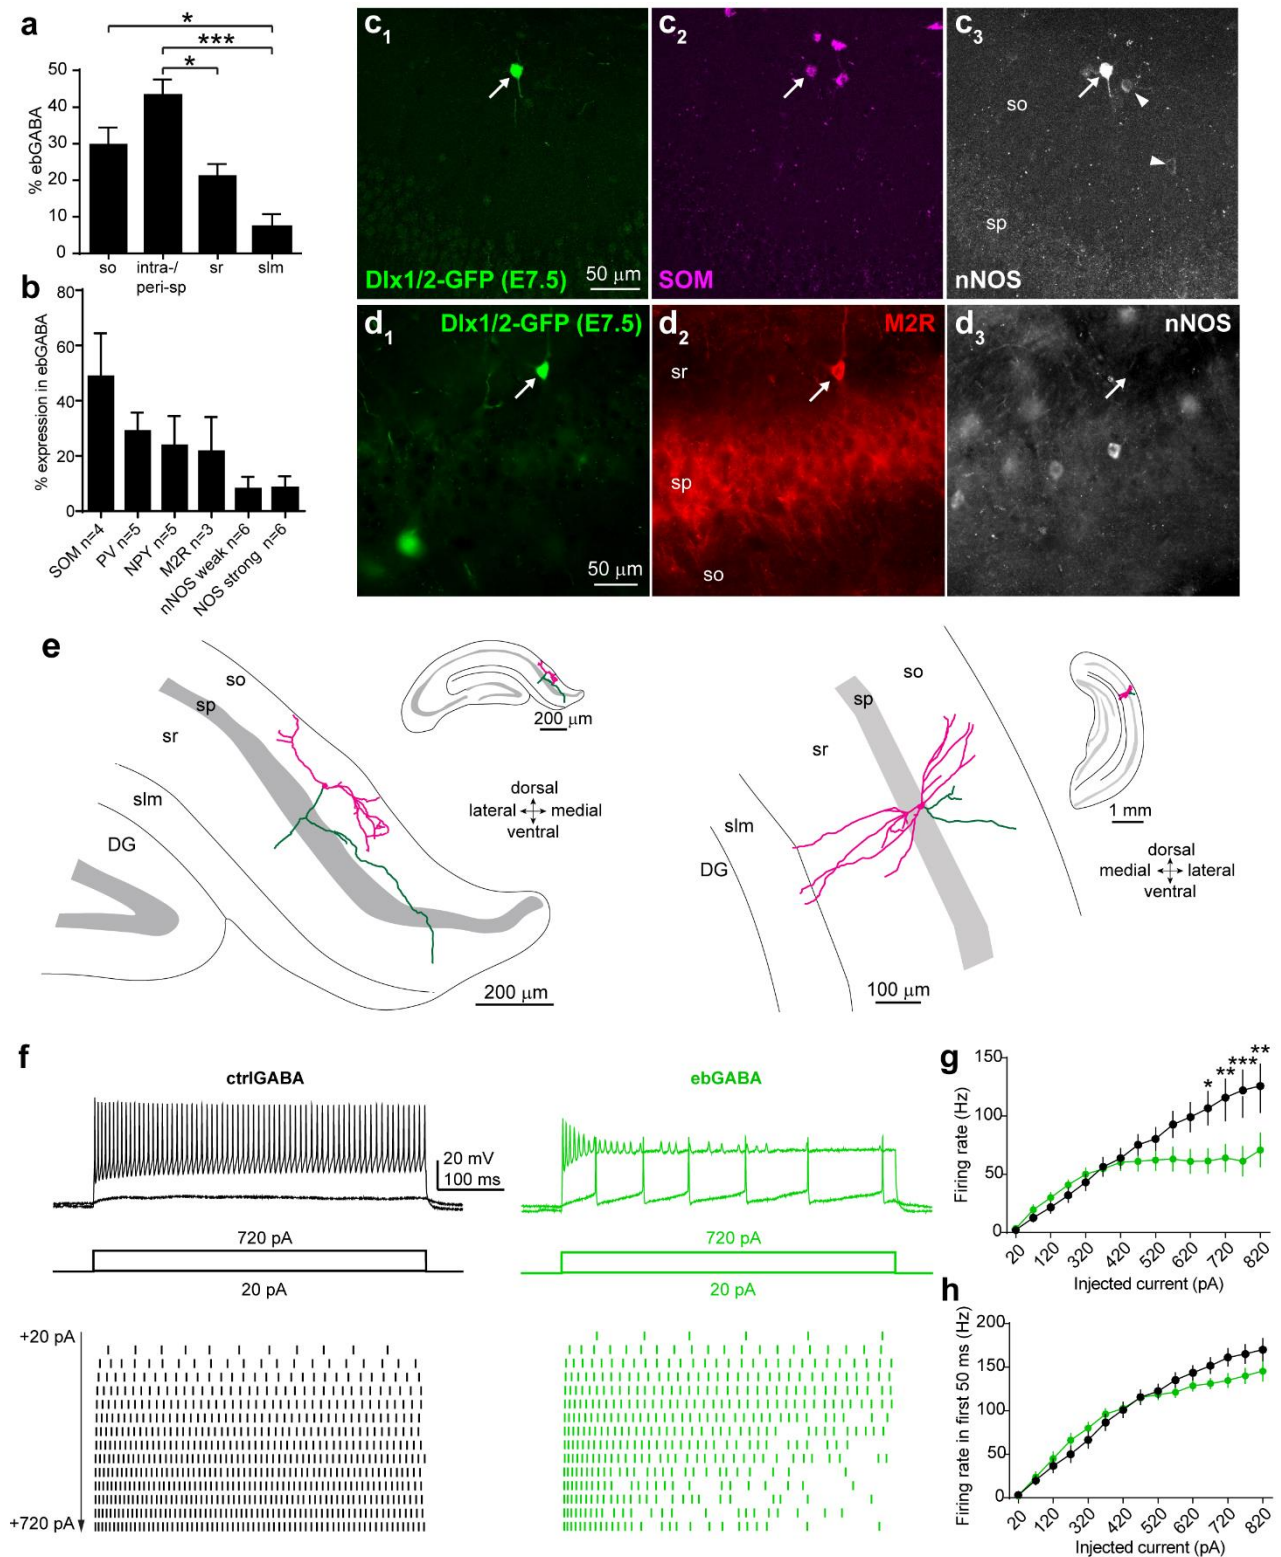 a
*
***
*
50
40
30
20
10
0
% ebGABA
so
intra-/
peri-sp
sr
slm
b
80
60
40
20
0
% expression in ebGABA
SOM n=4
PV n=5
NPY n=5
M2R n=3
nNOS weak n=6
NOS strong n=6
c1
Dlx1/2-GFP (E7.5)
50 μm
c2
SOM
c3
so
sp
nNOS
d1
Dlx1/2-GFP (E7.5)
50 μm
d2
M2R
sr
sp
so
d3
nNOS
e
so
sp
sr
slm
DG
200 μm
dorsal
lateral
medial
ventral
200 μm
so
sp
sr
slm
DG
1 mm
dorsal
medial
lateral
ventral
100 μm
f
ctrlGABA
20 mV
100 ms
720 pA
20 pA
ebGABA
720 pA
20 pA
+20 pA
+720 pA
g
150
100
50
0
Firing rate (Hz)
*
**
***
**
20
120
320
420
520
620
720
820
Injected current (pA)
h
200
150
100
50
0
Firing rate in first 50 ms (Hz)
20
120
320
420
520
620
720
820
Injected current (pA)